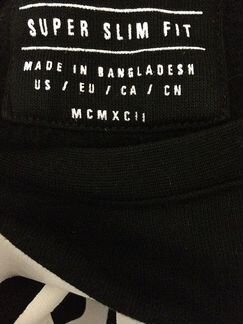 SUPER SLIM FIT
MADE IN BANGLADESH
US / EU / CA / CN
MCMXCII